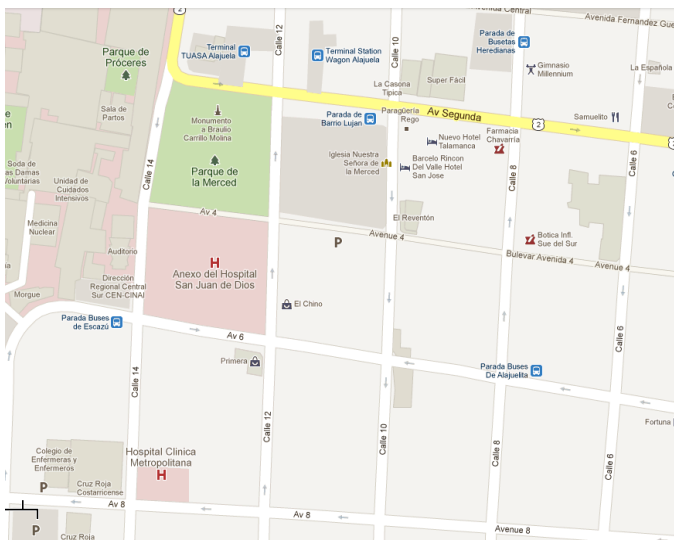 Avenida Central
Avenida Fernandez Gue
2
Calle 12
Calle 10
Parque de
Próceres
Terminal
TUASA Alajuela
Terminal Station
Wagon Alajuela
Parada de
Busetas
Heredianas
Gimnasio
Millennium
La Española
Super Fácil
La Casona
Tipica
Sala de
Partos
Monumento
a Braulio
Carrillo Molina
Parada de
Barrio Lujan
Paragüería
Rego
Av Segunda
2
Samuelito
2
Nuevo Hotel
Talamanca
Farmacia
Chavarría
Iglesia Nuestra
Señora de
la Merced
Barcelo Rincon
Del Valle Hotel
San Jose
Calle 8
Calle 6
Calle 14
Parque de
la Merced
Soda de
as Damas
Voluntarias
Unidad de
Cuidados
Intensivos
Av 4
El Reventón
Medicina
Nuclear
Avenue 4
P
Botica Infl.
Sue del Sur
Auditorio
Bulevar Avenida 4
Avenue 4
H
Anexo del Hospital
San Juan de Dios
Dirección
Regional Central
Sur CEN-CINAI
Morgue
El Chino
Parada Buses
de Escazú
Av 6
Calle 6
Primera
Parada Buses
De Alajuelita
Calle 14
Calle 12
Calle 10
Calle 8
Calle 6
Fortuna
Colegio de
Enfermeras y
Enfermeros
Hospital Clinica
Metropolitana
H
P
Cruz Roja
Costarricense
Av 8
Av 8
Avenue 8
P
Cruz Roja